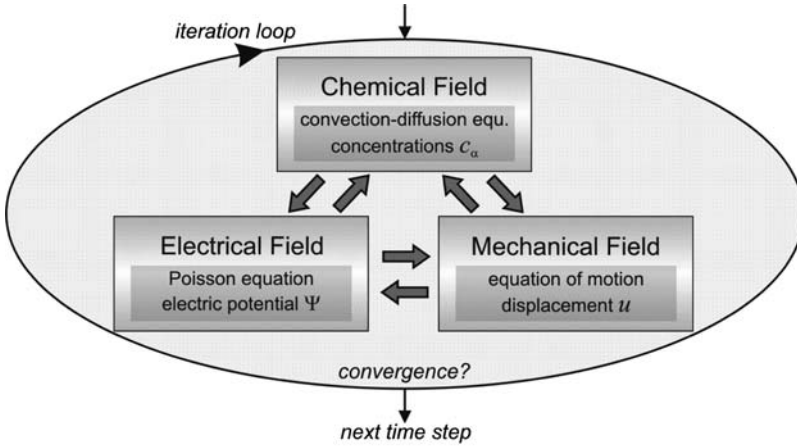 iteration loop
Chemical Field
convection-diffusion equ.
concentrations cα
Electrical Field
Poisson equation
electric potential Ψ
Mechanical Field
equation of motion
displacement u
convergence?
next time step